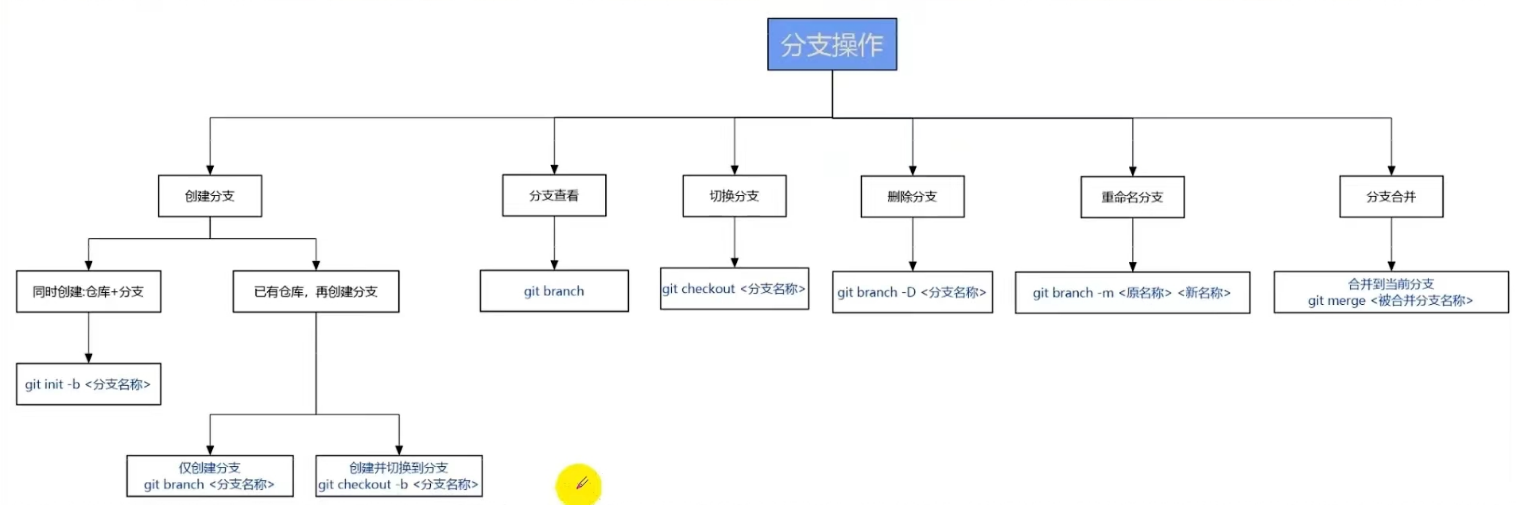 分支操作
创建分支
分支查看
切换分支
删除分支
重命名分支
分支合并
同时创建:仓库+分支
已有仓库，再创建分支
git branch
git checkout <分支名称>
git branch -D <分支名称>
git branch -m <原名称> <新名称>
合并到当前分支
git merge <被合并分支名称>
git init -b <分支名称>
仅创建分支
git branch <分支名称>
创建并切换到分支
git checkout -b <分支名称>